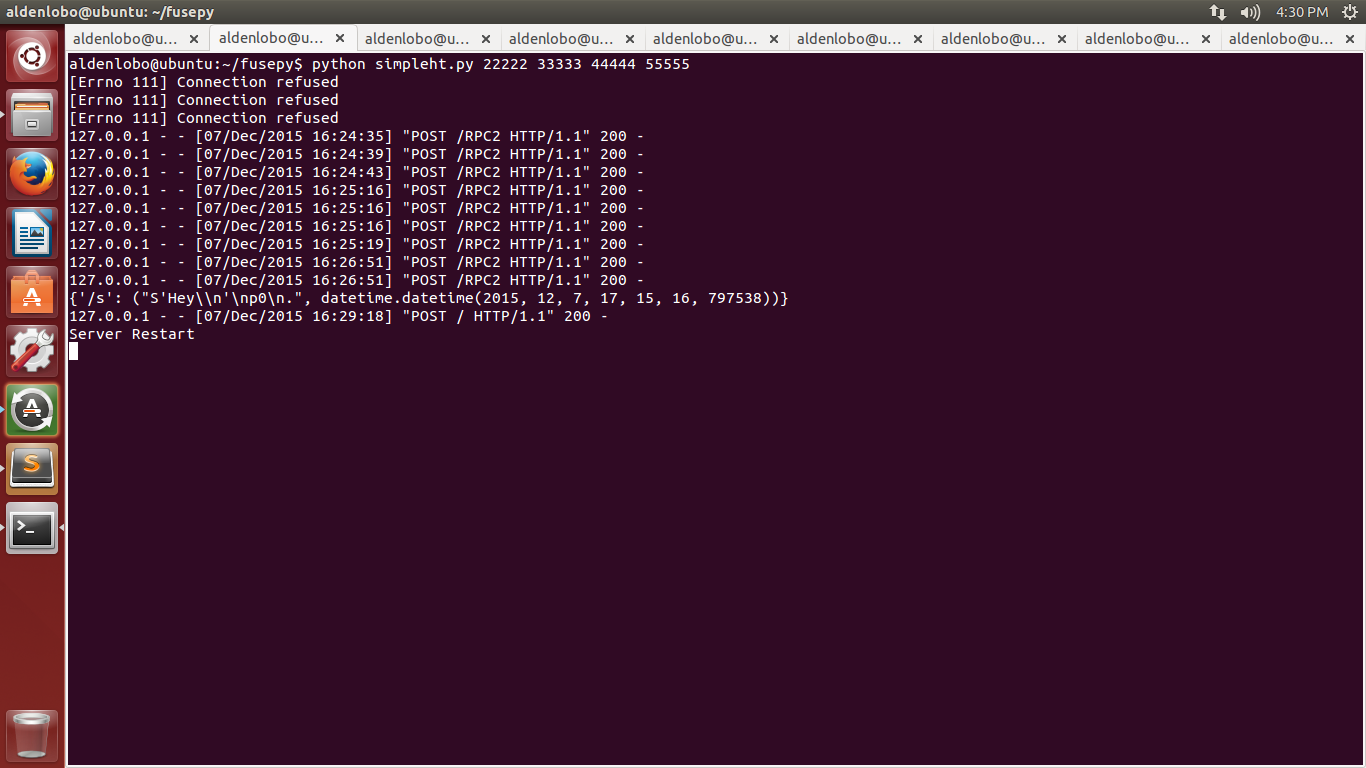 aldenlobo@ubuntu: ~/fusepy
4:30 PM
aldenlobo@u... × aldenlobo@u... × aldenlobo@u... × aldenlobo@u... × aldenlobo@u... × aldenlobo@u... × aldenlobo@u... × aldenlobo@u... × aldenlobo@u... ×
aldenlobo@ubuntu:~/fusepy$ python simpleht.py 22222 33333 44444 55555
[Errno 111] Connection refused
[Errno 111] Connection refused
[Errno 111] Connection refused
127.0.0.1 - - [07/Dec/2015 16:24:35] "POST /RPC2 HTTP/1.1" 200 -
127.0.0.1 - - [07/Dec/2015 16:24:39] "POST /RPC2 HTTP/1.1" 200 -
127.0.0.1 - - [07/Dec/2015 16:24:43] "POST /RPC2 HTTP/1.1" 200 -
127.0.0.1 - - [07/Dec/2015 16:25:16] "POST /RPC2 HTTP/1.1" 200 -
127.0.0.1 - - [07/Dec/2015 16:25:16] "POST /RPC2 HTTP/1.1" 200 -
127.0.0.1 - - [07/Dec/2015 16:25:16] "POST /RPC2 HTTP/1.1" 200 -
127.0.0.1 - - [07/Dec/2015 16:25:19] "POST /RPC2 HTTP/1.1" 200 -
127.0.0.1 - - [07/Dec/2015 16:26:51] "POST /RPC2 HTTP/1.1" 200 -
127.0.0.1 - - [07/Dec/2015 16:26:51] "POST /RPC2 HTTP/1.1" 200 -
{'/s': ("S'Hey\\n'\np0\n.", datetime.datetime(2015, 12, 7, 17, 15, 16, 797538))}
127.0.0.1 - - [07/Dec/2015 16:29:18] "POST / HTTP/1.1" 200 -
Server Restart